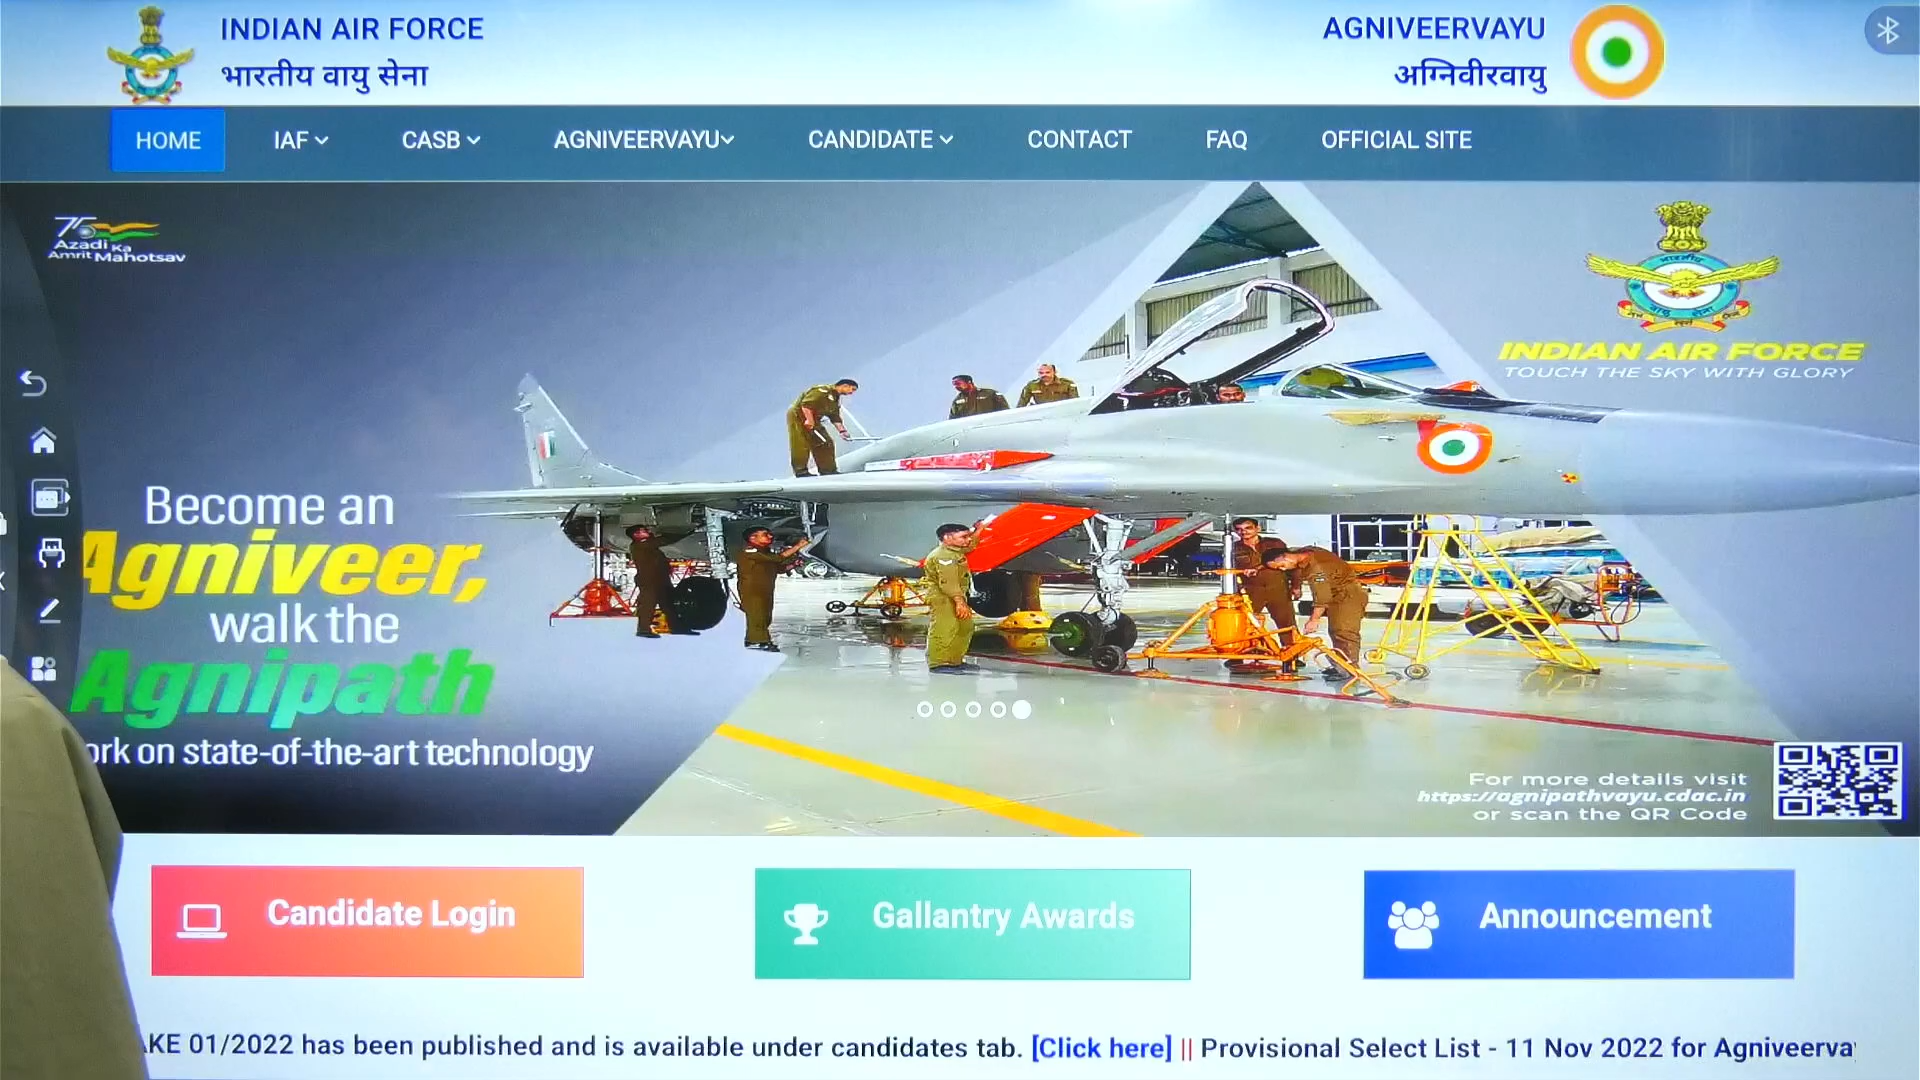 INDIAN AIR FORCE
भारतीय वायु सेना
AGNIVEERVAYU
अग्निवीरवायु
HOME
IAF
CASB
AGNIVEERVAYU
CANDIDATE
CONTACT
FAQ
OFFICIAL SITE
75
Azadi Ka
Amrit Mahotsav
INDIAN AIR FORCE
TOUCH THE SKY WITH GLORY
Become an
Agniveer,
walk the
Agnipath
ork on state-of-the-art technology
For more details visit
https://agnipathvayu.cdac.in
or scan the QR Code
Candidate Login
Gallantry Awards
Announcement
AKE 01/2022 has been published and is available under candidates tab. [Click here] || Provisional Select List - 11 Nov 2022 for Agniveerva